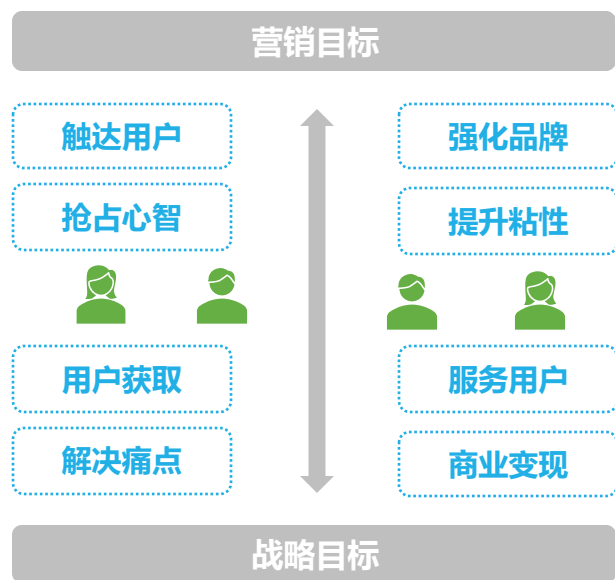 营销目标
触达用户
强化品牌
抢占心智
提升粘性
用户获取
服务用户
解决痛点
商业变现
战略目标